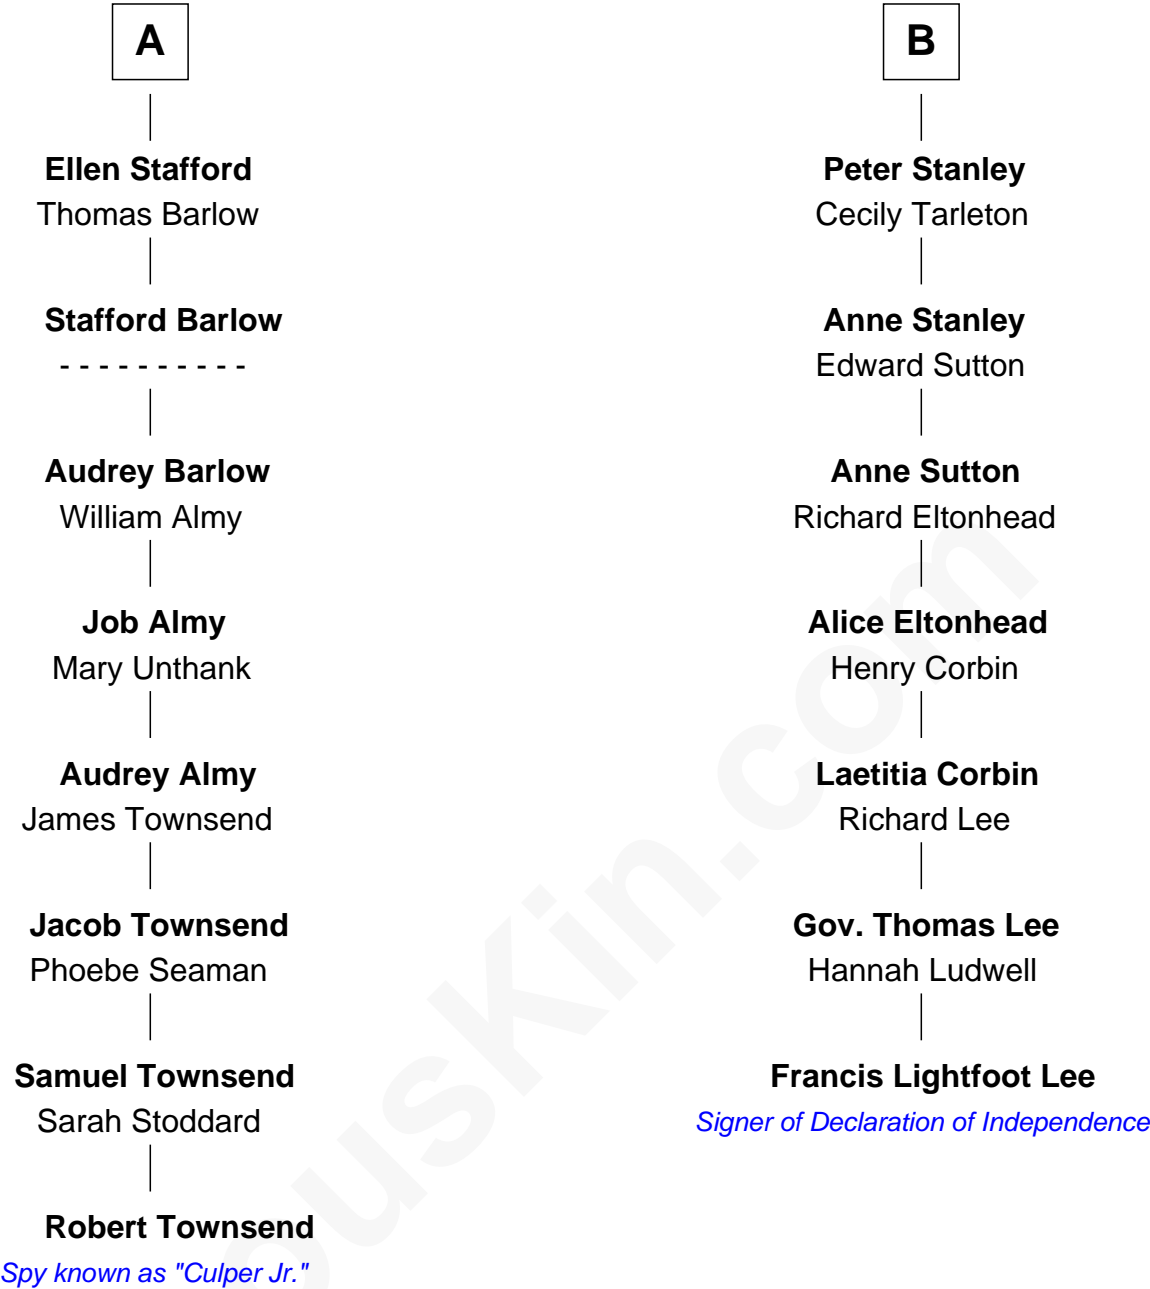 A
Ellen Stafford
Thomas Barlow
Stafford Barlow
- - - - - - - - - -
Audrey Barlow
William Almy
Job Almy
Mary Unthank
Audrey Almy
James Townsend
Jacob Townsend
Phoebe Seaman
Samuel Townsend
Sarah Stoddard
Robert Townsend
Spy known as "Culper Jr."
B
Peter Stanley
Cecily Tarleton
Anne Stanley
Edward Sutton
Anne Sutton
Richard Eltonhead
Alice Eltonhead
Henry Corbin
Laetitia Corbin
Richard Lee
Gov. Thomas Lee
Hannah Ludwell
Francis Lightfoot Lee
Signer of Declaration of Independence
ousKin.com